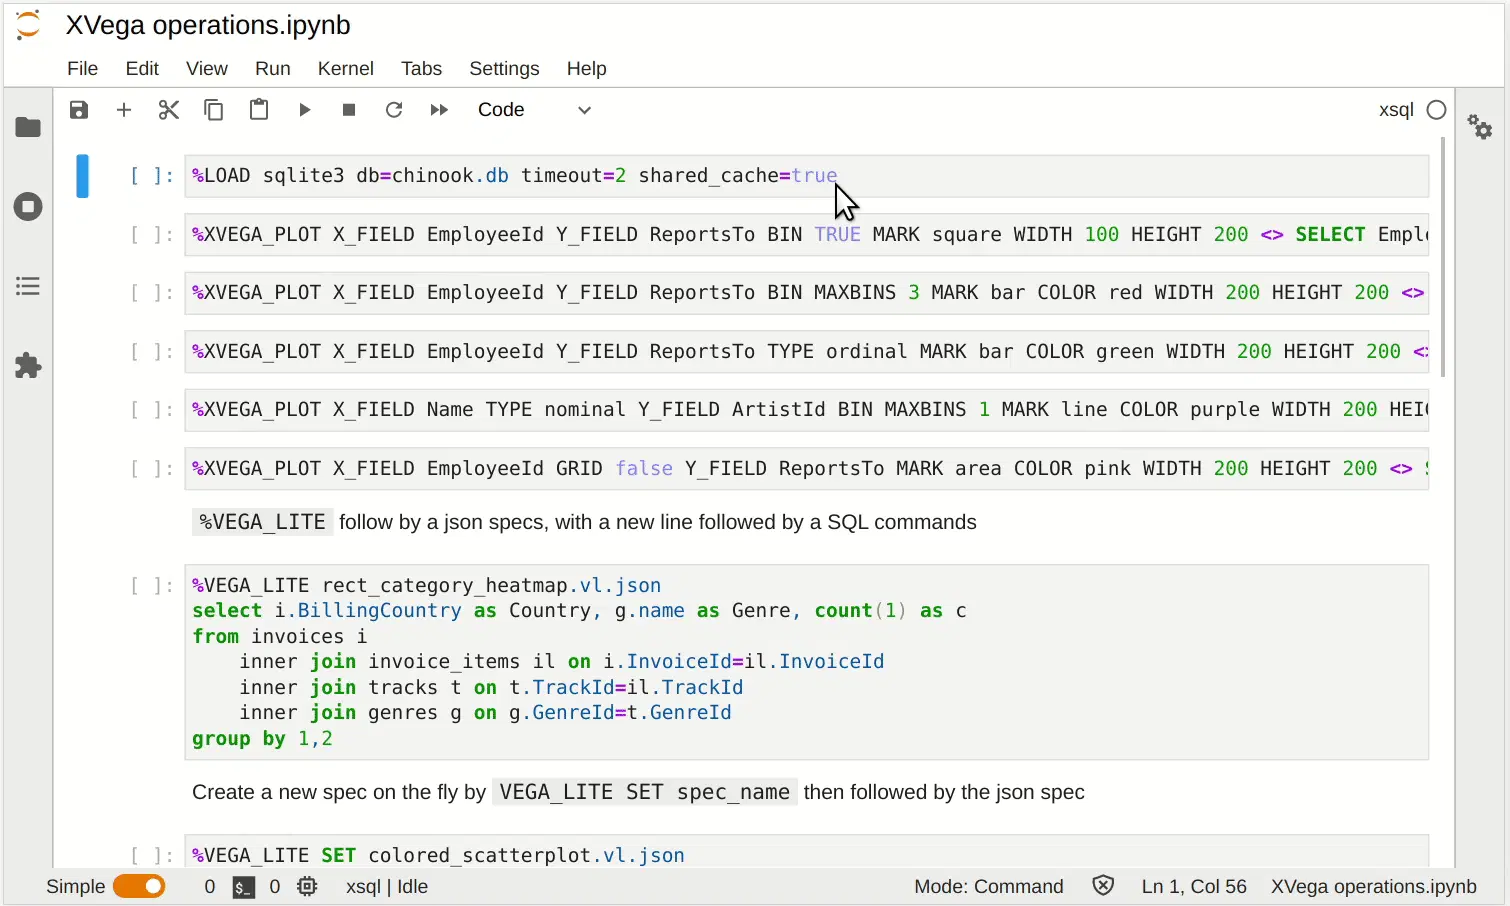 XVega operations.ipynb
File Edit View Run Kernel Tabs Settings Help
Code xsql
[ ]: %LOAD sqlite3 db=chinook.db timeout=2 shared_cache=true
[ ]: %XVEGA_PLOT X_FIELD EmployeeId Y_FIELD ReportsTo BIN TRUE MARK square WIDTH 100 HEIGHT 200 <> SELECT Emple
[ ]: %XVEGA_PLOT X_FIELD EmployeeId Y_FIELD ReportsTo BIN MAXBINS 3 MARK bar COLOR red WIDTH 200 HEIGHT 200 <>
[ ]: %XVEGA_PLOT X_FIELD EmployeeId Y_FIELD ReportsTo TYPE ordinal MARK bar COLOR green WIDTH 200 HEIGHT 200 <
[ ]: %XVEGA_PLOT X_FIELD Name TYPE nominal Y_FIELD ArtistId BIN MAXBINS 1 MARK line COLOR purple WIDTH 200 HEI
[ ]: %XVEGA_PLOT X_FIELD EmployeeId GRID false Y_FIELD ReportsTo MARK area COLOR pink WIDTH 200 HEIGHT 200 <>
%VEGA_LITE follow by a json specs, with a new line followed by a SQL commands
[ ]: %VEGA_LITE rect_category_heatmap.vl.json
select i.BillingCountry as Country, g.name as Genre, count(1) as c
from invoices i
    inner join invoice_items il on i.InvoiceId=il.InvoiceId
    inner join tracks t on t.TrackId=il.TrackId
    inner join genres g on g.GenreId=t.GenreId
group by 1,2
Create a new spec on the fly by VEGA_LITE SET spec_name then followed by the json spec
[ ]: %VEGA_LITE SET colored_scatterplot.vl.json
Simple 0 $_ 0 xsql | Idle Mode: Command Ln 1, Col 56 XVega operations.ipynb